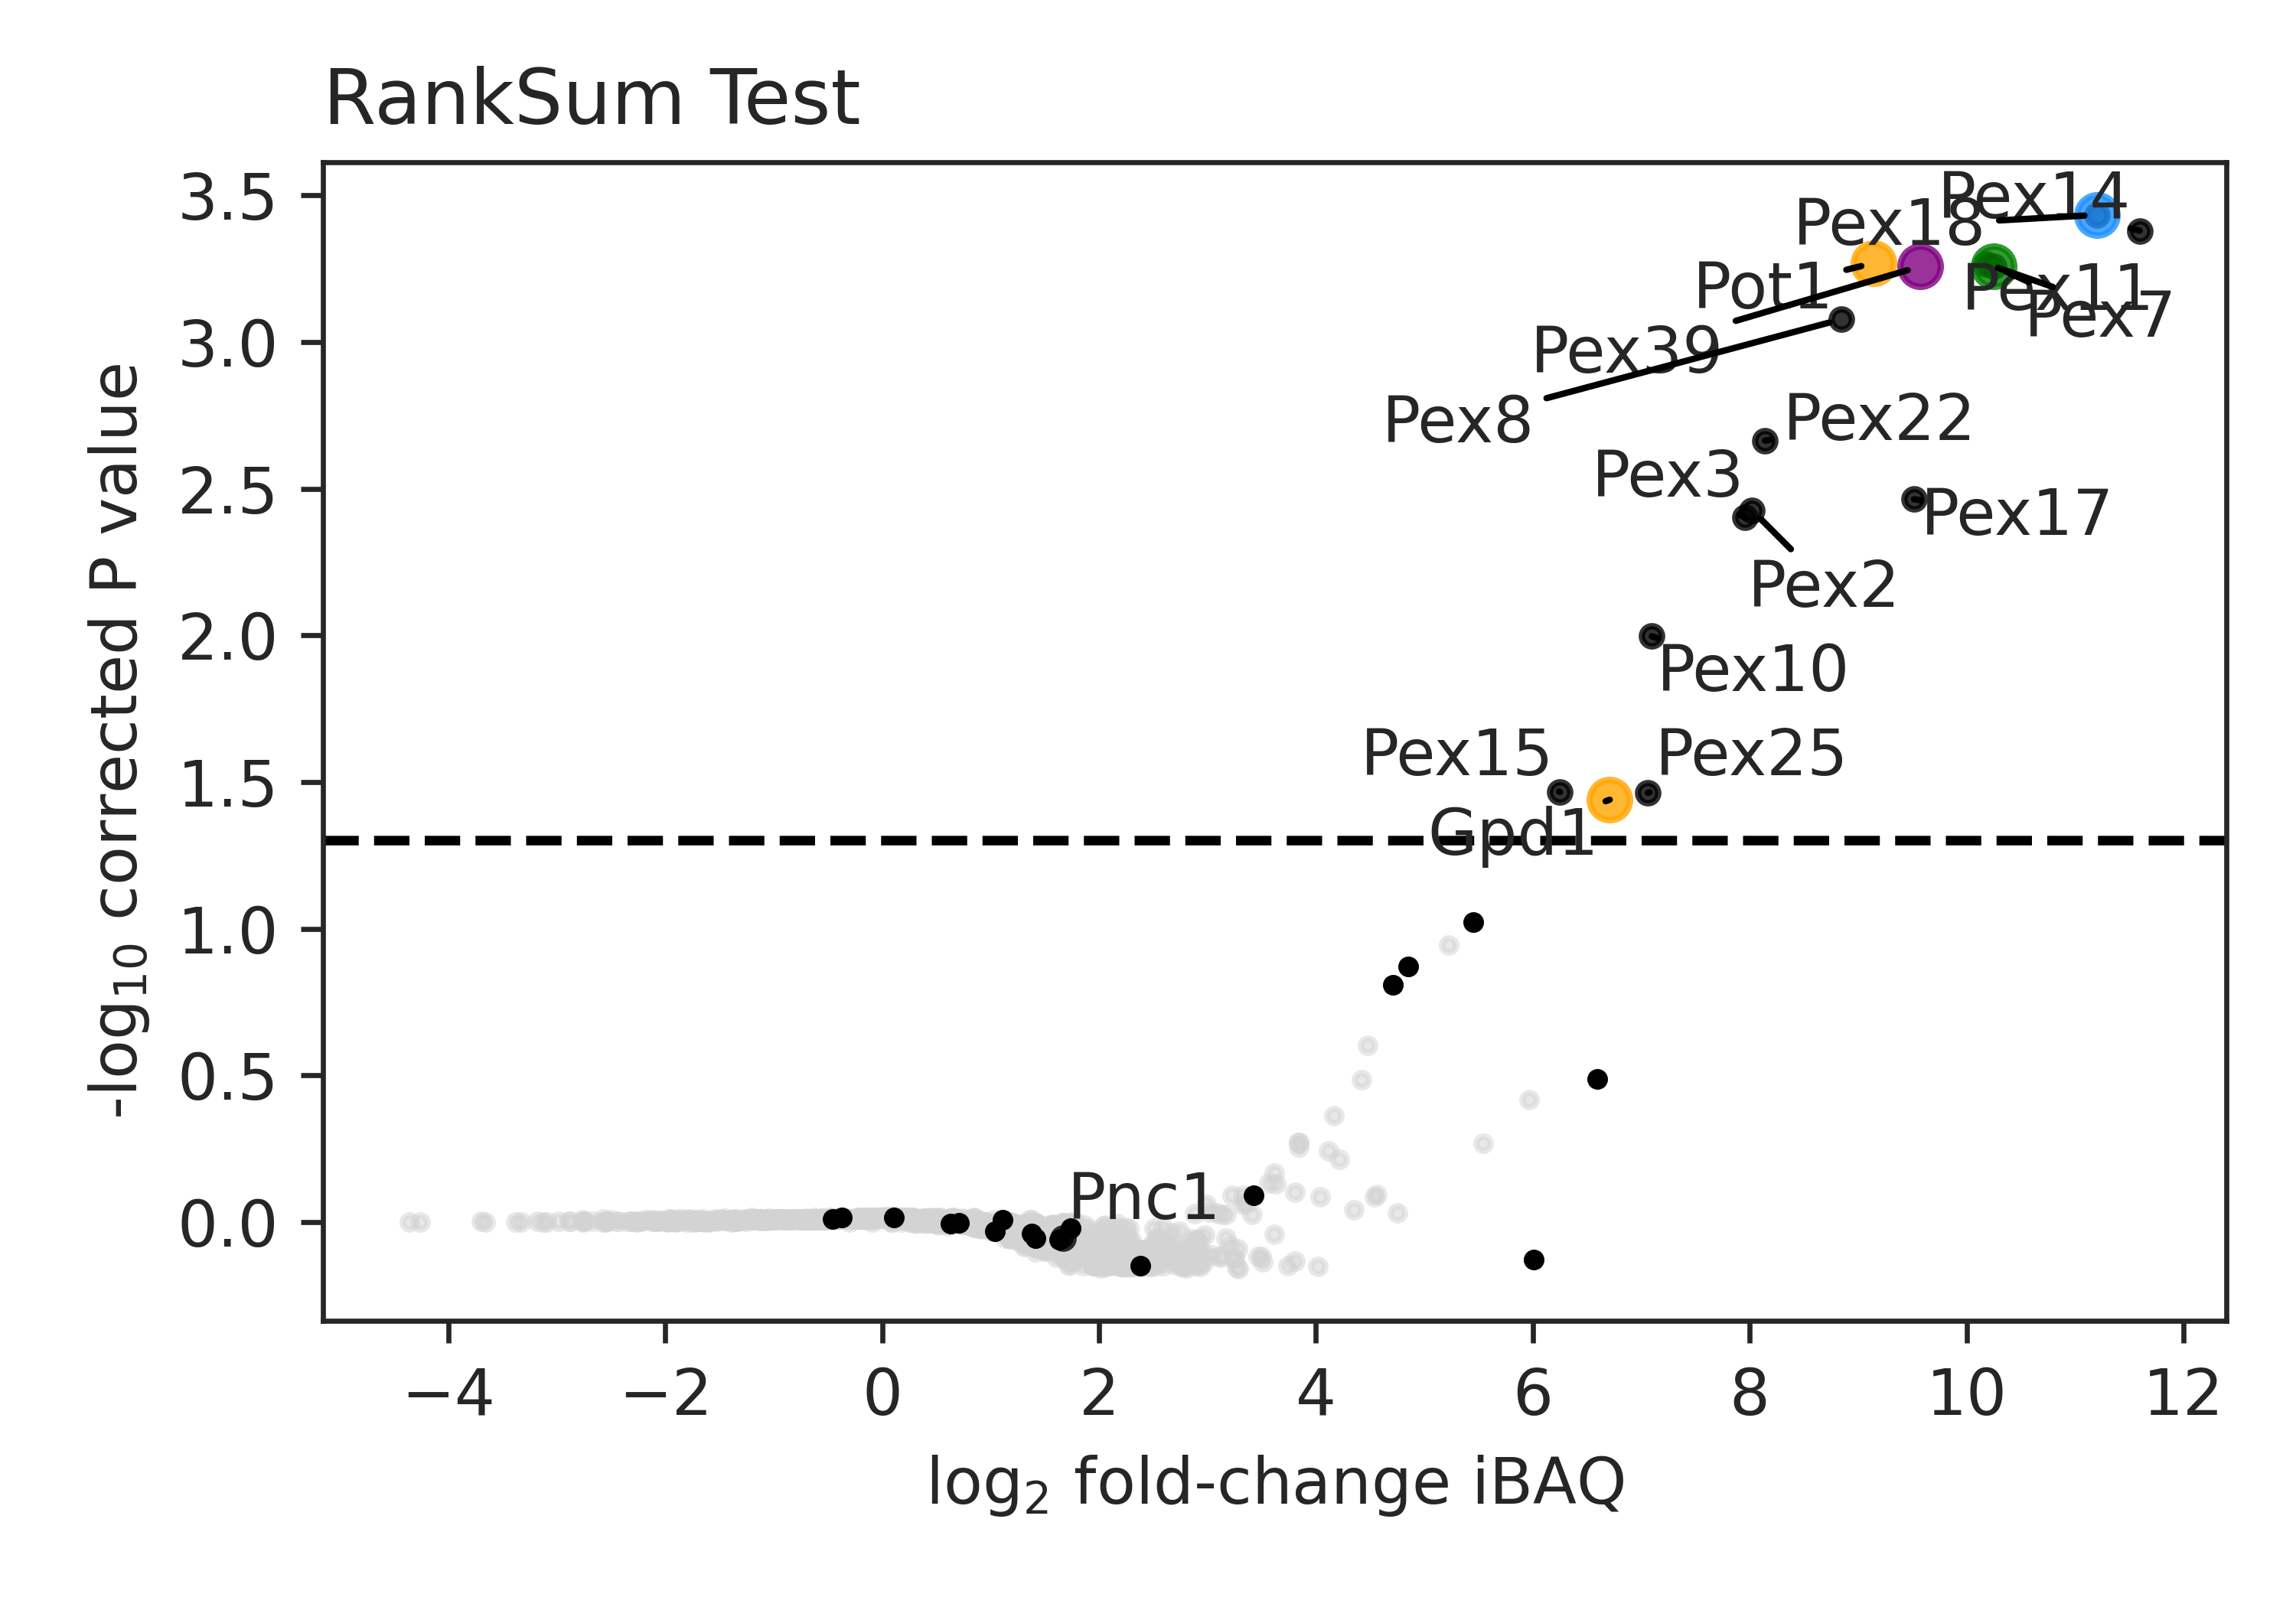 RankSum Test
3.5
3.0
2.5
2.0
1.5
1.0
0.5
0.0
-log10 corrected P value
Pex14
Pex18
Pex11
Pot1
Pex7
Pex39
Pex8
Pex22
Pex3
Pex17
Pex2
Pex10
Pex15
Pex25
Gpd1
Pnc1
−4
−2
0
2
4
6
8
10
12
log2 fold-change iBAQ